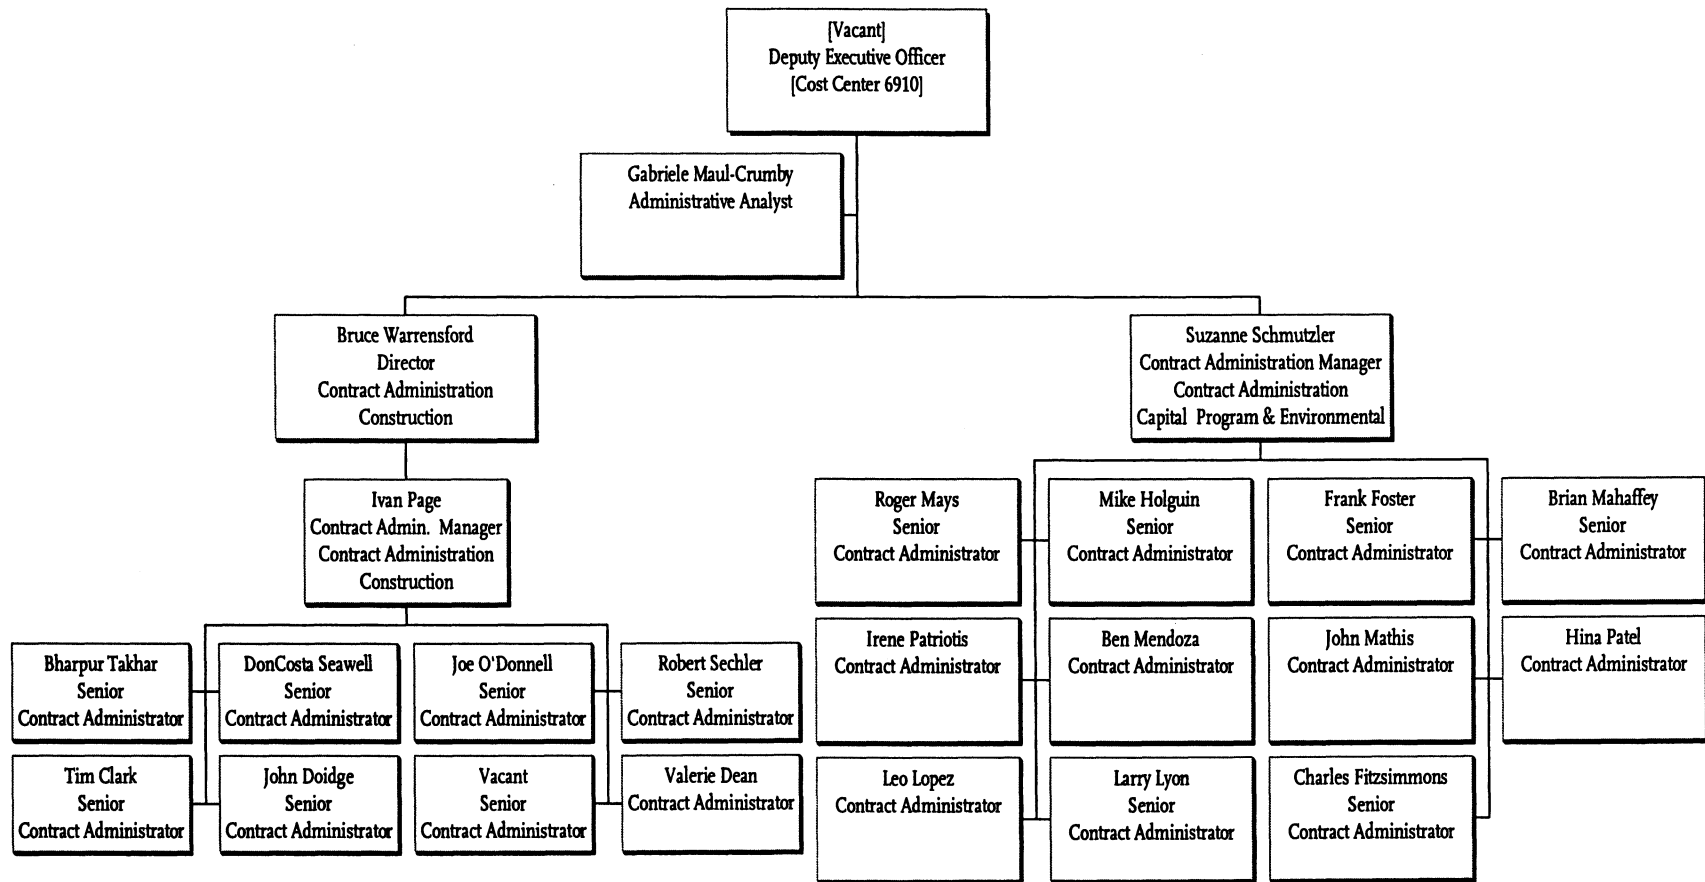 [Vacant]
Deputy Executive Officer
[Cost Center 6910]
Gabriele Maul-Crumby
Administrative Analyst
Bruce Warrensford
Director
Contract Administration
Construction
Suzanne Schmutzler
Contract Administration Manager
Contract Administration
Capital Program & Environmental
Ivan Page
Contract Admin. Manager
Contract Administration
Construction
Bharpur Takhar
Senior
Contract Administrator
DonCosta Seawell
Senior
Contract Administrator
Joe O'Donnell
Senior
Contract Administrator
Robert Sechler
Senior
Contract Administrator
Tim Clark
Senior
Contract Administrator
John Doidge
Senior
Contract Administrator
Vacant
Senior
Contract Administrator
Valerie Dean
Contract Administrator
Roger Mays
Senior
Contract Administrator
Mike Holguin
Senior
Contract Administrator
Frank Foster
Senior
Contract Administrator
Brian Mahaffey
Senior
Contract Administrator
Irene Patriotis
Contract Administrator
Ben Mendoza
Contract Administrator
John Mathis
Contract Administrator
Hina Patel
Contract Administrator
Leo Lopez
Contract Administrator
Larry Lyon
Senior
Contract Administrator
Charles Fitzsimmons
Senior
Contract Administrator